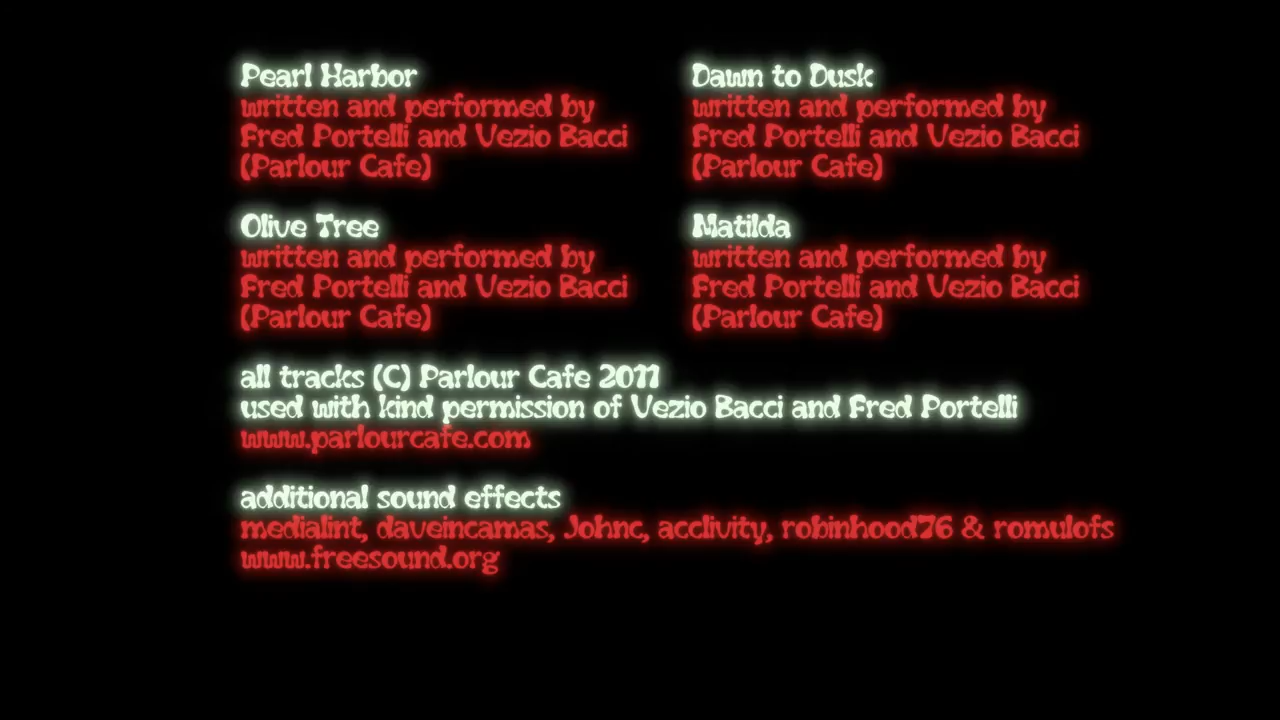 Pearl Harbor
written and performed by
Fred Portelli and Vezio Bacci
(Parlour Cafe)
Dawn to Dusk
written and performed by
Fred Portelli and Vezio Bacci
(Parlour Cafe)
Olive Tree
written and performed by
Fred Portelli and Vezio Bacci
(Parlour Cafe)
Matilda
written and performed by
Fred Portelli and Vezio Bacci
(Parlour Cafe)
all tracks (C) Parlour Cafe 2011
used with kind permission of Vezio Bacci and Fred Portelli
www.parlourcafe.com
additional sound effects
medialint, daveincamas, Johnc, acclivity, robinhood76 & romulofs
www.freesound.org